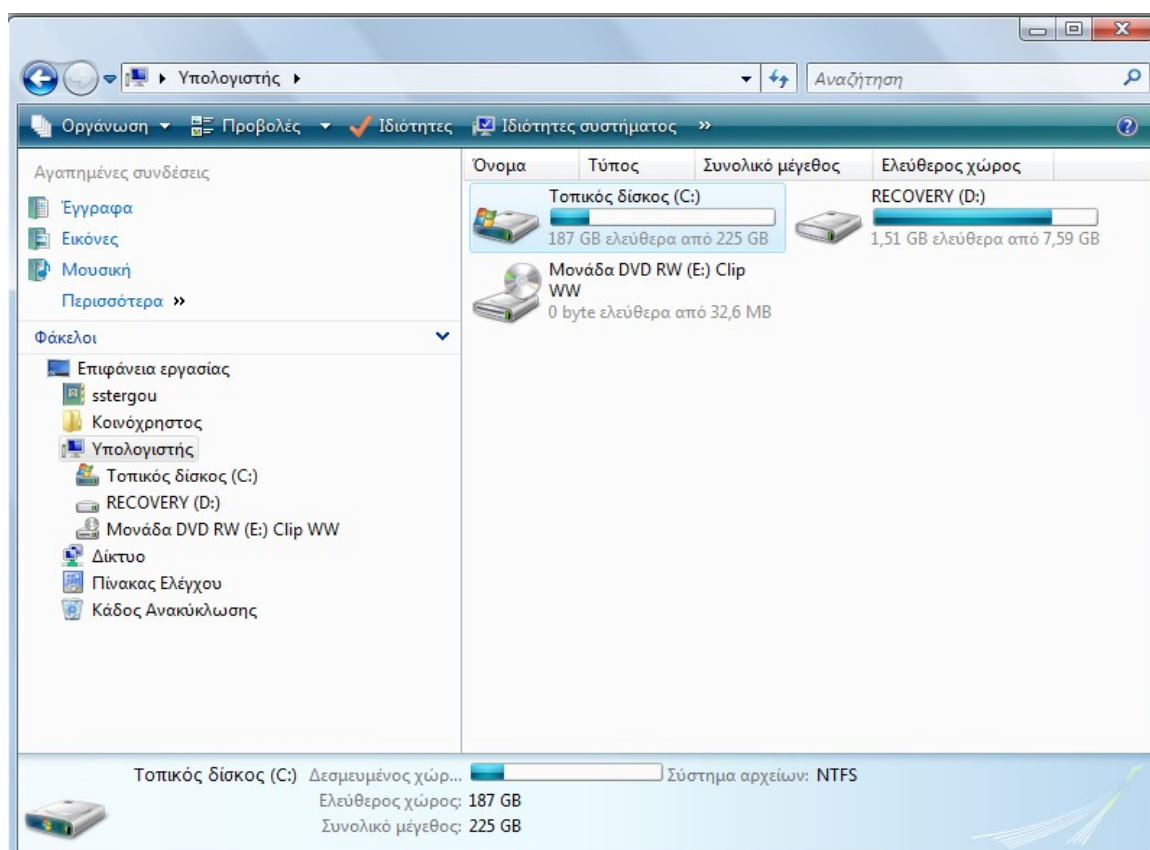 Υπολογιστής
Αναζήτηση
Οργάνωση Προβολές Ιδιότητες Ιδιότητες συστήματος »
Αγαπημένες συνδέσεις
Έγγραφα
Εικόνες
Μουσική
Περισσότερα »
Φάκελοι
Επιφάνεια εργασίας
sstergou
Κοινόχρηστος
Υπολογιστής
Τοπικός δίσκος (C:)
RECOVERY (D:)
Μονάδα DVD RW (E:) Clip WW
Δίκτυο
Πίνακας Ελέγχου
Κάδος Ανακύκλωσης
Όνομα Τύπος Συνολικό μέγεθος Ελεύθερος χώρος
Τοπικός δίσκος (C:)
187 GB ελεύθερα από 225 GB
RECOVERY (D:)
1,51 GB ελεύθερα από 7,59 GB
Μονάδα DVD RW (E:) Clip
WW
0 byte ελεύθερα από 32,6 MB
Τοπικός δίσκος (C:) Δεσμευμένος χώρ... Σύστημα αρχείων: NTFS
Ελεύθερος χώρος: 187 GB
Συνολικό μέγεθος: 225 GB